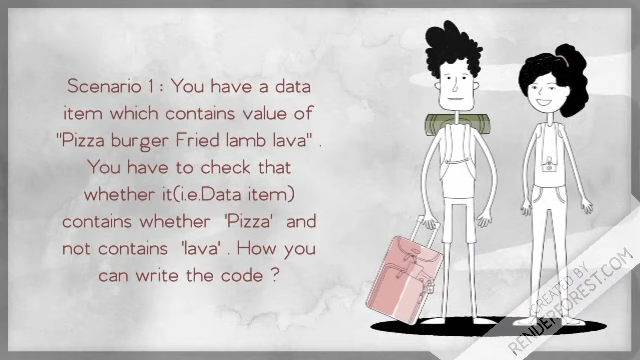 Scenario 1 : You have a data
item which contains value of
"Pizza burger Fried lamb lava" .
You have to check that
whether it(i.e.Data item)
contains whether 'Pizza' and
not contains 'lava' . How you
can write the code ?
CREATED BY
RENDERFOREST.COM